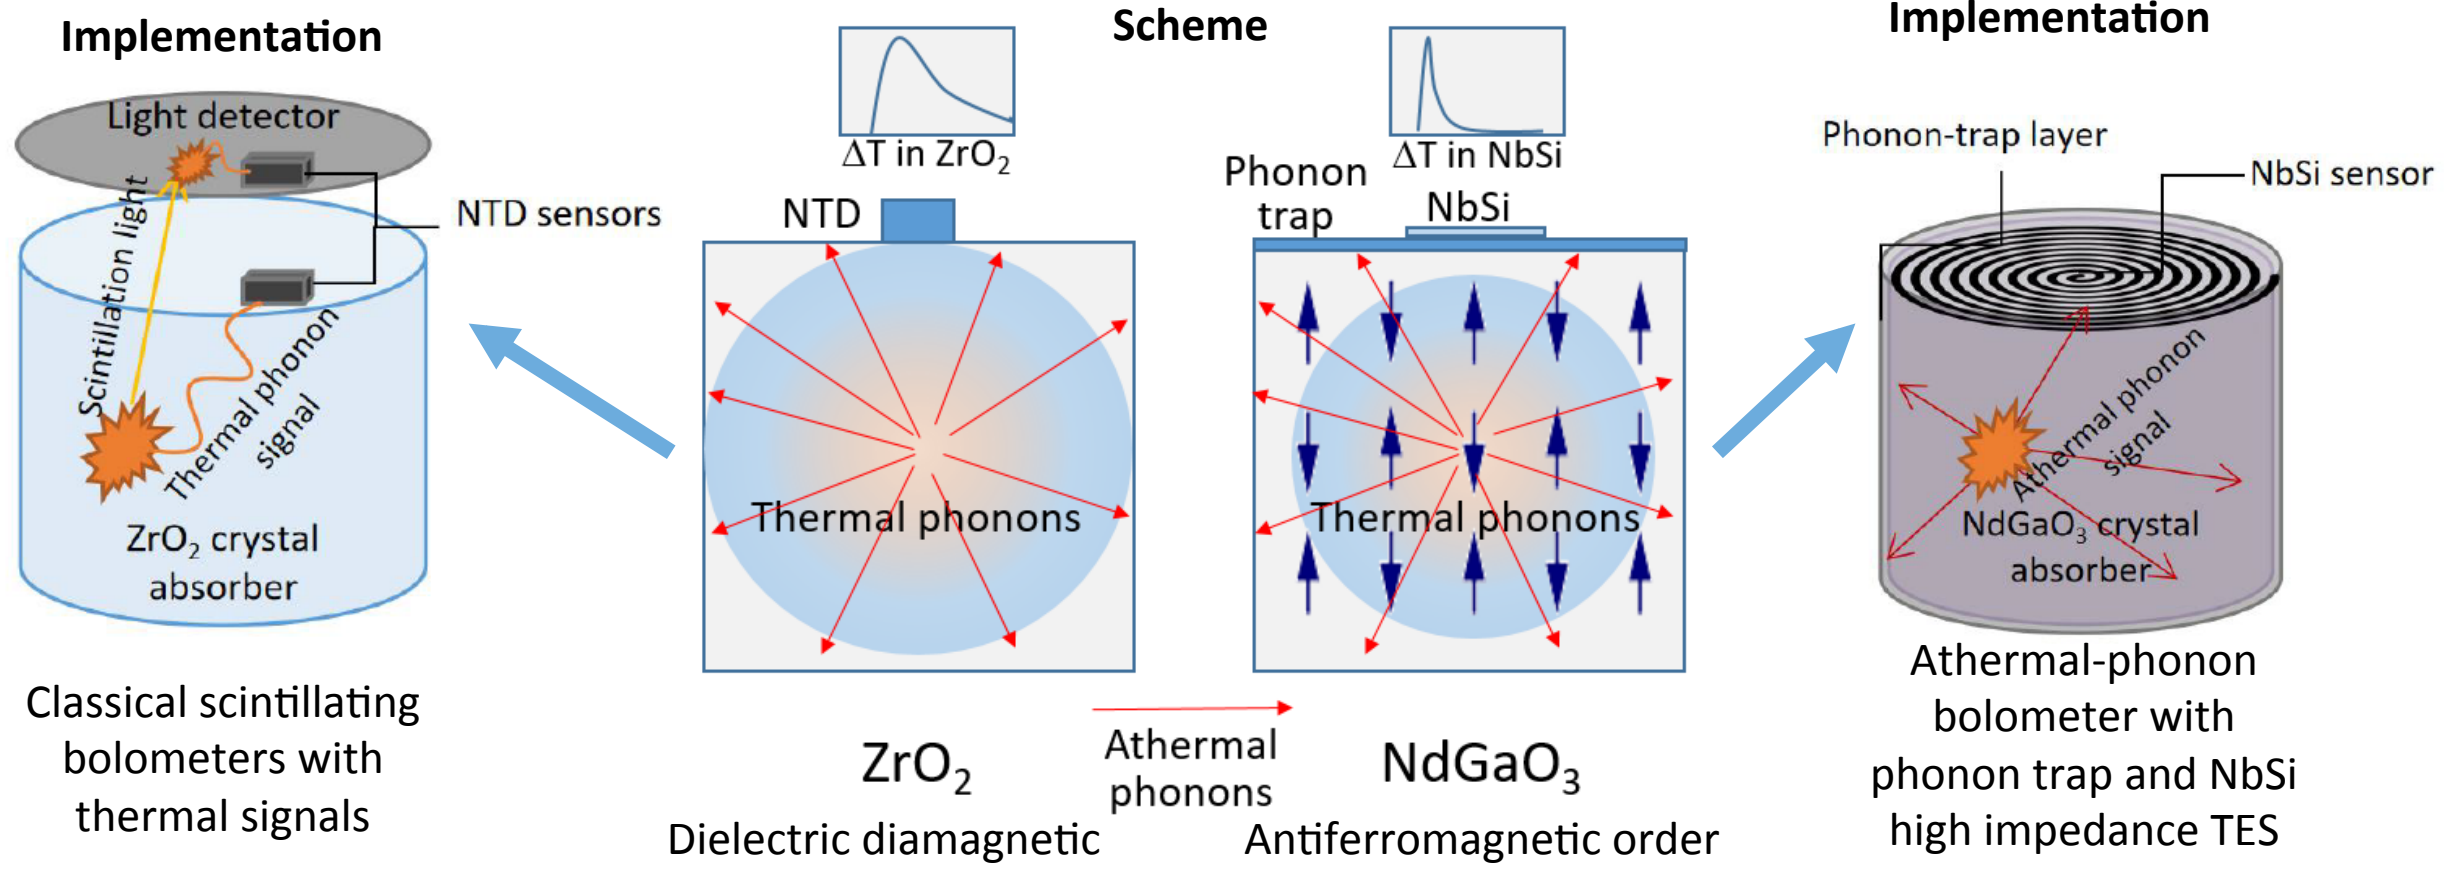 Implementation
Light detector
Scintillation light
NTD sensors
Thermal phonon
signal
ZrO₂ crystal
absorber
Classical scintillating
bolometers with
thermal signals
Scheme
ΔT in ZrO₂
NTD
Thermal phonons
ZrO₂
Dielectric diamagnetic
Athermal
phonons
ΔT in NbSi
Phonon
trap
NbSi
Thermal phonons
NdGaO₃
Antiferromagnetic order
Implementation
Phonon-trap layer
NbSi sensor
Athermal phonon
signal
NdGaO₃ crystal
absorber
Athermal-phonon
bolometer with
phonon trap and NbSi
high impedance TES